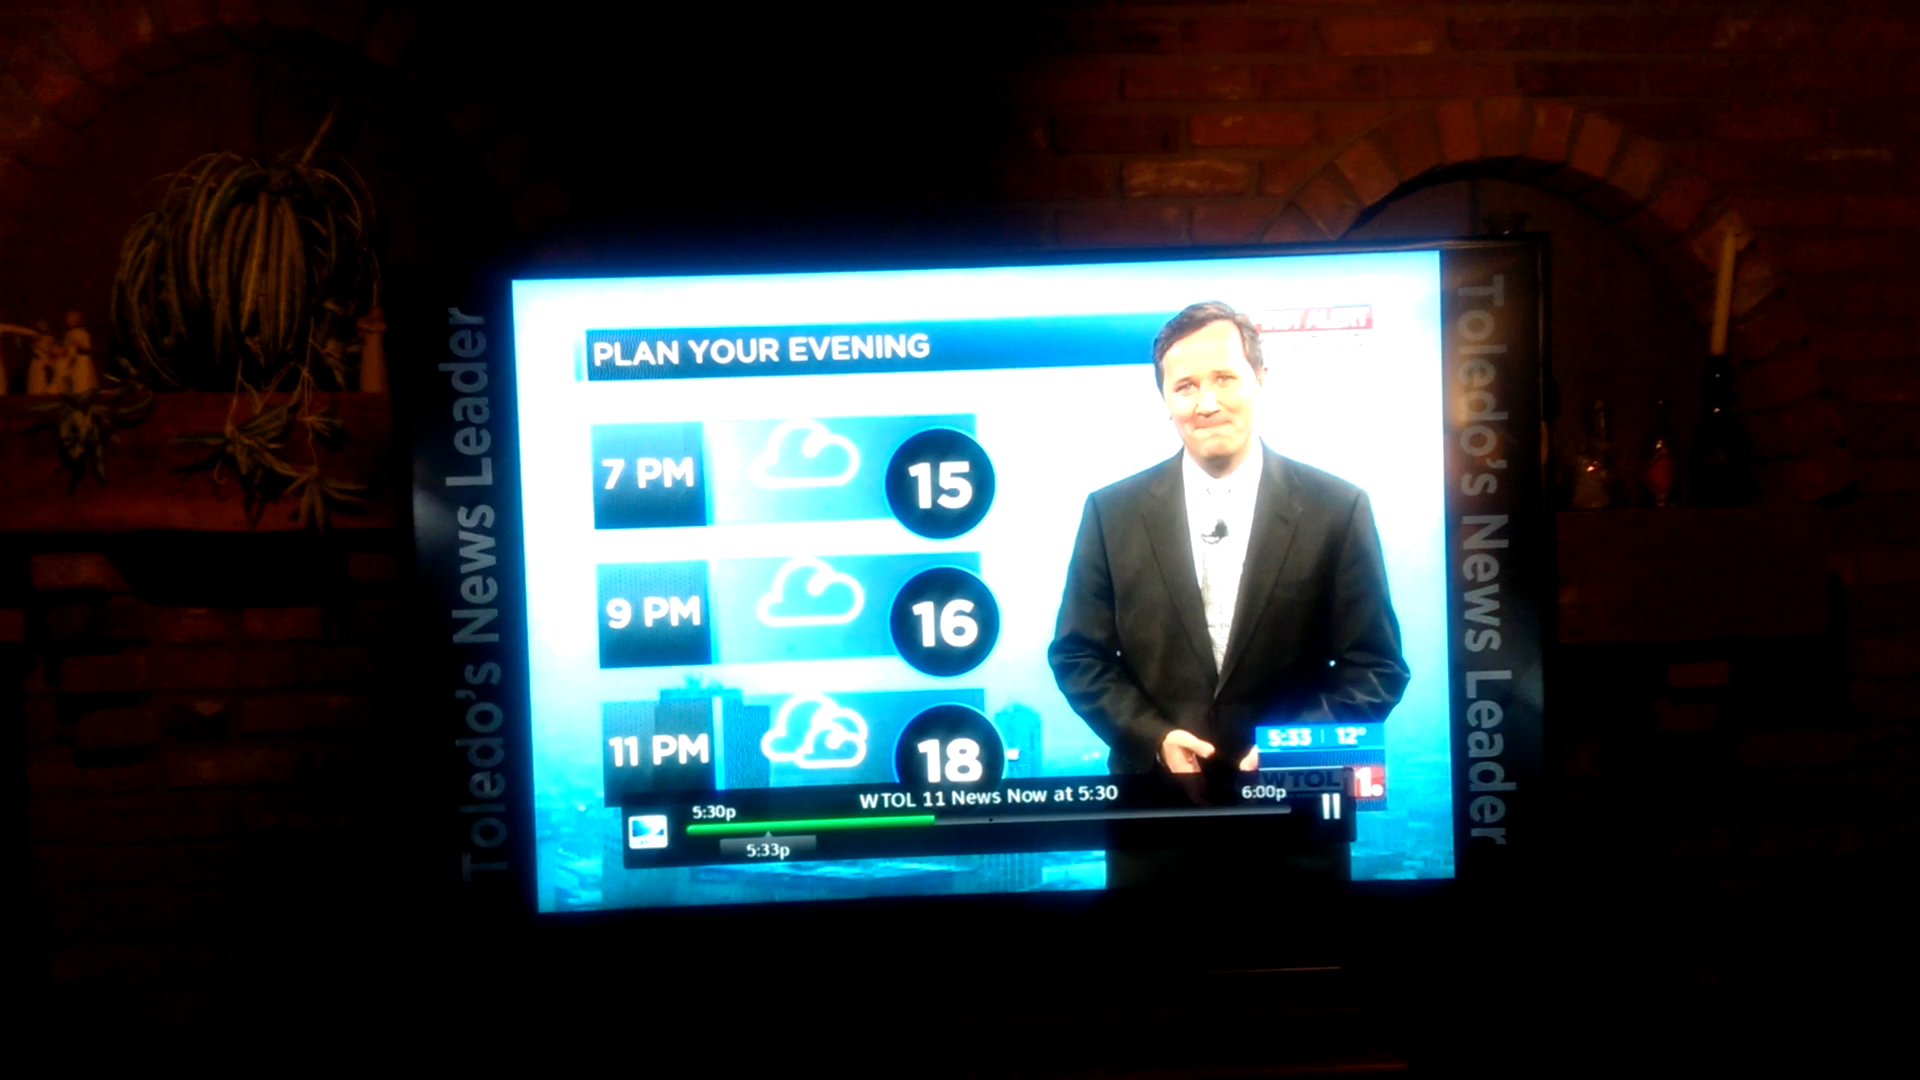 PLAN YOUR EVENING
7 PM
15
9 PM
16
11 PM
18
5:33 12°
WTOL 11.
5:30p
WTOL 11 News Now at 5:30
6:00p
5:33p
Toledo's News Leader
Toledo's News Leader